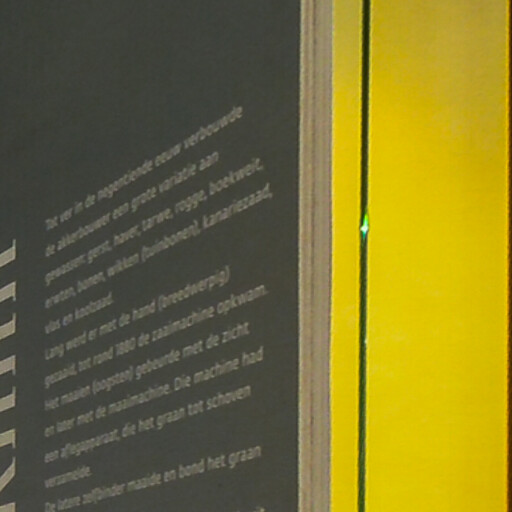 Tot ver in de negentiende eeuw verbouwde
de akkerbouwer een grote variatie aan
gewassen: gerst, haver, tarwe, rogge, boekweit,
erwten, bonen, wikken (tuinbonen), kanariezaad,
vlas en koolzaad.
Lang werd er met de hand (breedwerpig)
gezaaid, tot rond 1880 de zaaimachine opkwam.
Het maaien (oogsten) gebeurde met de zicht
en later met de maaimachine. Die machine had
een aflegapparaat, die het graan tot schoven
verzamelde.
De latere zelfbinder maaide en bond het graan